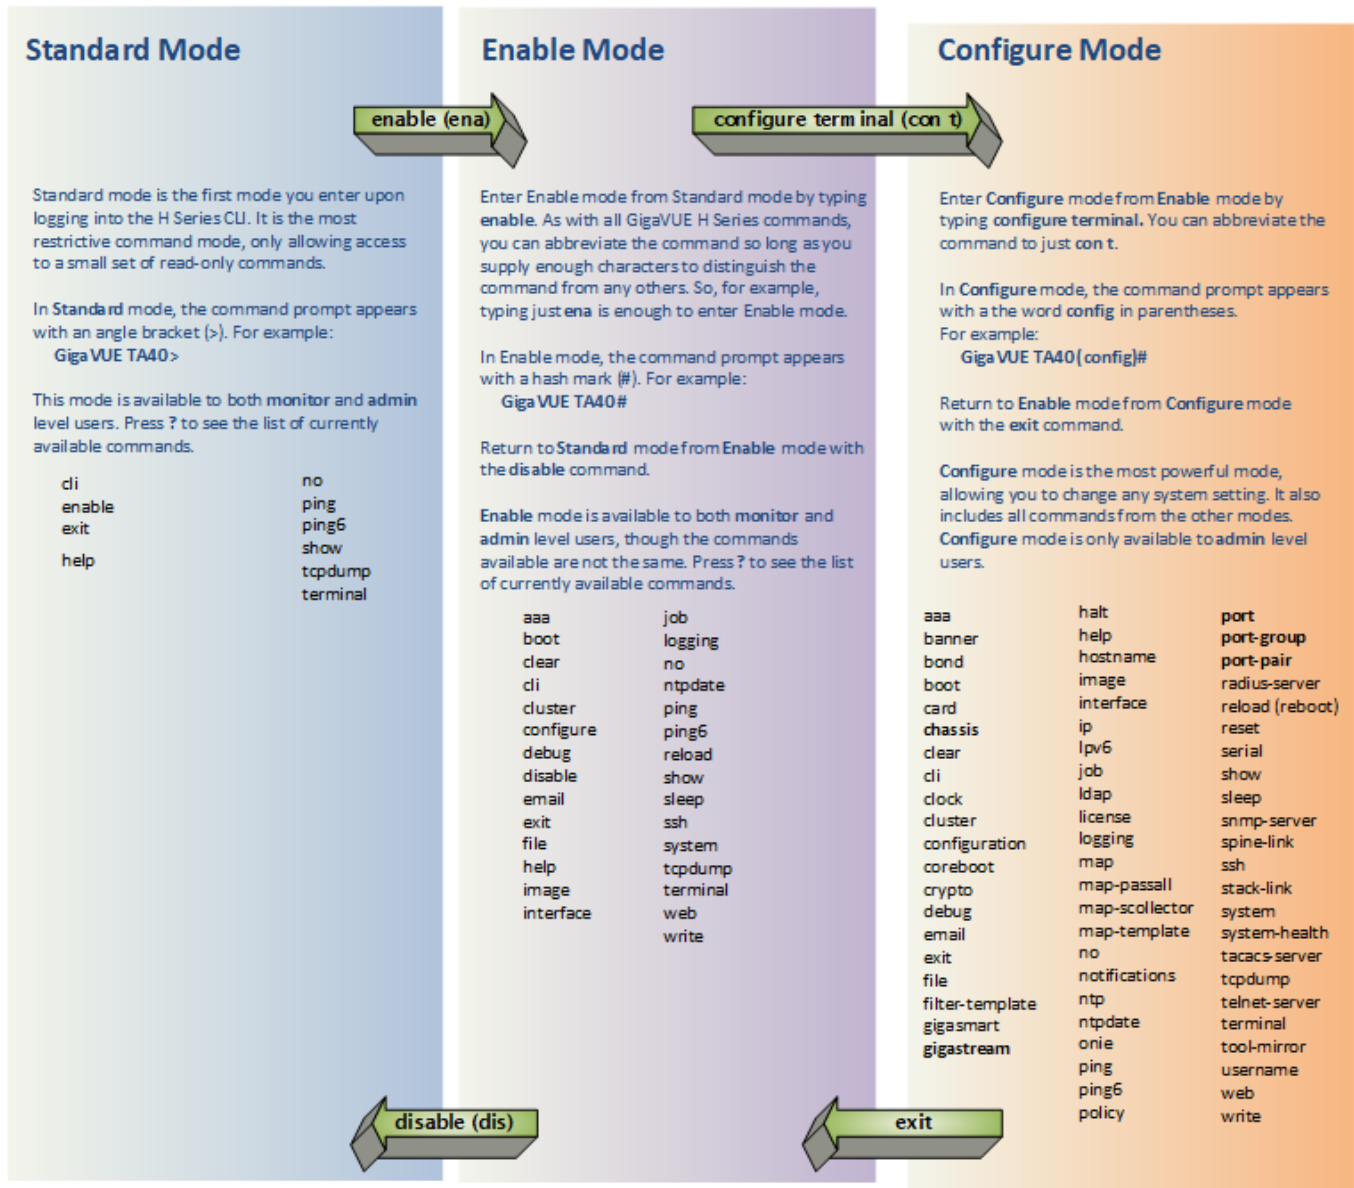 Standard Mode
enable (ena)
Standard mode is the first mode you enter upon
logging into the H Series CLI. It is the most
restrictive command mode, only allowing access
to a small set of read-only commands.
In Standard mode, the command prompt appears
with an angle bracket (>). For example:
GigaVUE TA40>
This mode is available to both monitor and admin
level users. Press ? to see the list of currently
available commands.
cli
enable
exit
help
no
ping
ping6
show
tcpdump
terminal
disable (dis)
Enable Mode
configure terminal (con t)
Enter Enable mode from Standard mode by typing
enable. As with all GigaVUE H Series commands,
you can abbreviate the command so long as you
supply enough characters to distinguish the
command from any others. So, for example,
typing just ena is enough to enter Enable mode.
In Enable mode, the command prompt appears
with a hash mark (#). For example:
GigaVUE TA40#
Return to Standard mode from Enable mode with
the disable command.
Enable mode is available to both monitor and
admin level users, though the commands
available are not the same. Press ? to see the list
of currently available commands.
aaa
boot
clear
cli
cluster
configure
debug
disable
email
exit
file
help
image
interface
job
logging
no
ntpdate
ping
ping6
reload
show
sleep
ssh
system
tcpdump
terminal
web
write
exit
Configure Mode
Enter Configure mode from Enable mode by
typing configure terminal. You can abbreviate the
command to just con t.
In Configure mode, the command prompt appears
with a the word config in parentheses.
For example:
GigaVUE TA40(config)#
Return to Enable mode from Configure mode
with the exit command.
Configure mode is the most powerful mode,
allowing you to change any system setting. It also
includes all commands from the other modes.
Configure mode is only available to admin level
users.
aaa
banner
bond
boot
card
chassis
clear
cli
clock
cluster
configuration
coreboot
crypto
debug
email
exit
file
filter-template
gigasmart
gigastream
halt
help
hostname
image
interface
ip
Ipv6
job
ldap
license
logging
map
map-passall
map-scollector
map-template
no
notifications
ntp
ntpdate
onie
ping
ping6
policy
port
port-group
port-pair
radius-server
reload (reboot)
reset
serial
show
sleep
snmp-server
spine-link
ssh
stack-link
system
system-health
tacacs-server
tcpdump
telnet-server
terminal
tool-mirror
username
web
write